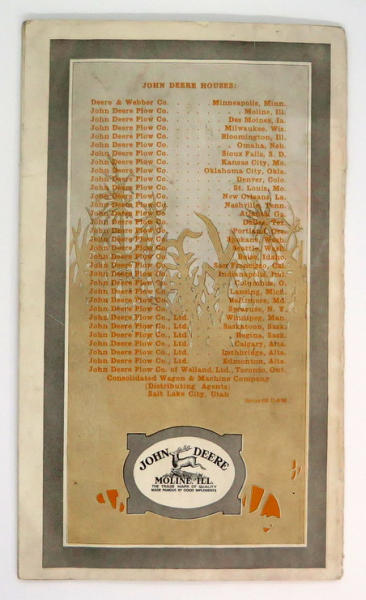 JOHN DEERE HOUSES:
Deere & Webber Co. . . . . Minneapolis, Minn.
John Deere Plow Co. . . . . . Moline, Ill.
John Deere Plow Co. . . . . Des Moines, Ia.
John Deere Plow Co. . . . . Milwaukee, Wis.
John Deere Plow Co. . . . . Bloomington, Ill.
John Deere Plow Co. . . . . Omaha, Neb.
John Deere Plow Co. . . . . Sioux Falls, S. D.
John Deere Plow Co. . . . . Kansas City, Mo.
John Deere Plow Co. . . . . Oklahoma City, Okla.
John Deere Plow Co. . . . . Denver, Colo.
John Deere Plow Co. . . . . St. Louis, Mo.
John Deere Plow Co. . . . . New Orleans, La.
John Deere Plow Co. . . . . Nashville, Tenn.
John Deere Plow Co. . . . . Atlanta, Ga.
John Deere Plow Co. . . . . Dallas, Tex.
John Deere Plow Co. . . . . Portland, Ore.
John Deere Plow Co. . . . . Spokane, Wash.
John Deere Plow Co. . . . . Seattle, Wash.
John Deere Plow Co. . . . . Boise, Idaho.
John Deere Plow Co. . . . . San Francisco, Cal.
John Deere Plow Co. . . . . Indianapolis, Ind.
John Deere Plow Co. . . . . Columbus, O.
John Deere Plow Co. . . . . Lansing, Mich.
John Deere Plow Co. . . . . Baltimore, Md.
John Deere Plow Co. . . . . Syracuse, N. Y.
John Deere Plow Co., Ltd. . . . Winnipeg, Man.
John Deere Plow Co., Ltd. . . . Saskatoon, Sask.
John Deere Plow Co., Ltd. . . . Regina, Sask.
John Deere Plow Co., Ltd. . . . Calgary, Alta.
John Deere Plow Co., Ltd. . . . Lethbridge, Alta.
John Deere Plow Co., Ltd. . . . Edmonton, Alta.
John Deere Plow Co. of Welland, Ltd., Toronto, Ont.
Consolidated Wagon & Machine Company
(Distributing Agents)
Salt Lake City, Utah
JOHN DEERE
MOLINE, ILL.
THE TRADE MARK OF QUALITY
MADE FAMOUS BY GOOD IMPLEMENTS